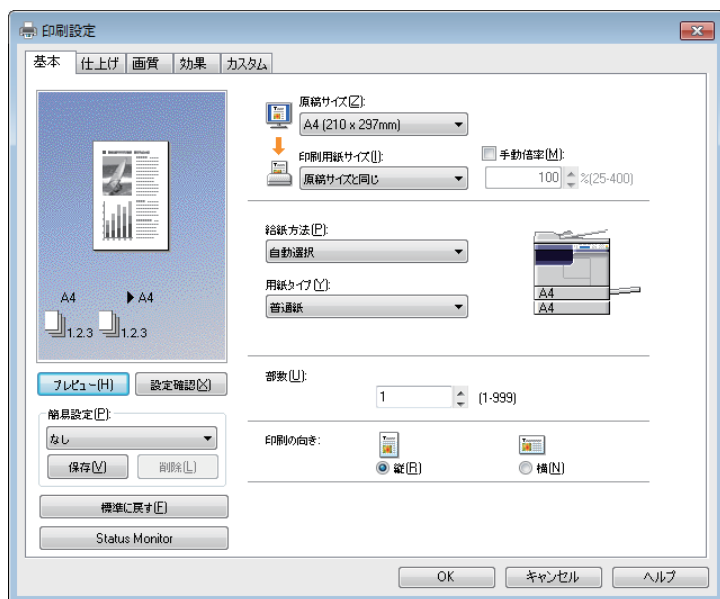 印刷設定
基本 仕上げ 画質 効果 カスタム
A4 ▶ A4
1.2.3 1.2.3
プレビュー(H) 設定確認(X)
簡易設定(P):
なし
保存(V) 削除(L)
標準に戻す(F)
Status Monitor
原稿サイズ(Z):
A4 (210 x 297mm)
印刷用紙サイズ(I):
原稿サイズと同じ
手動倍率(M):
100 %(25-400)
給紙方法(P):
自動選択
用紙タイプ(Y):
普通紙
A4
A4
部数(U):
1 (1-999)
印刷の向き:
縦(R) 横(N)
OK キャンセル ヘルプ